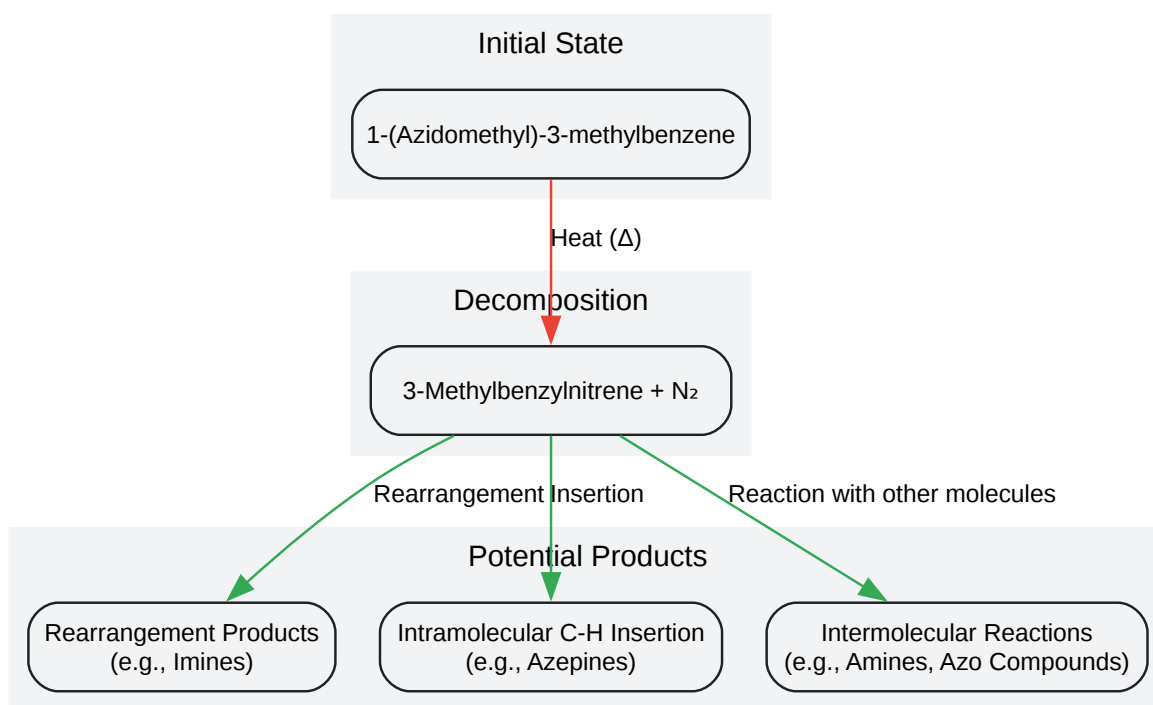 Initial State
1-(Azidomethyl)-3-methylbenzene
Heat (Δ)
Decomposition
3-Methylbenzylnitrene + N₂
Rearrangement
Insertion
Reaction with other molecules
Potential Products
Rearrangement Products
(e.g., Imines)
Intramolecular C-H Insertion
(e.g., Azepines)
Intermolecular Reactions
(e.g., Amines, Azo Compounds)